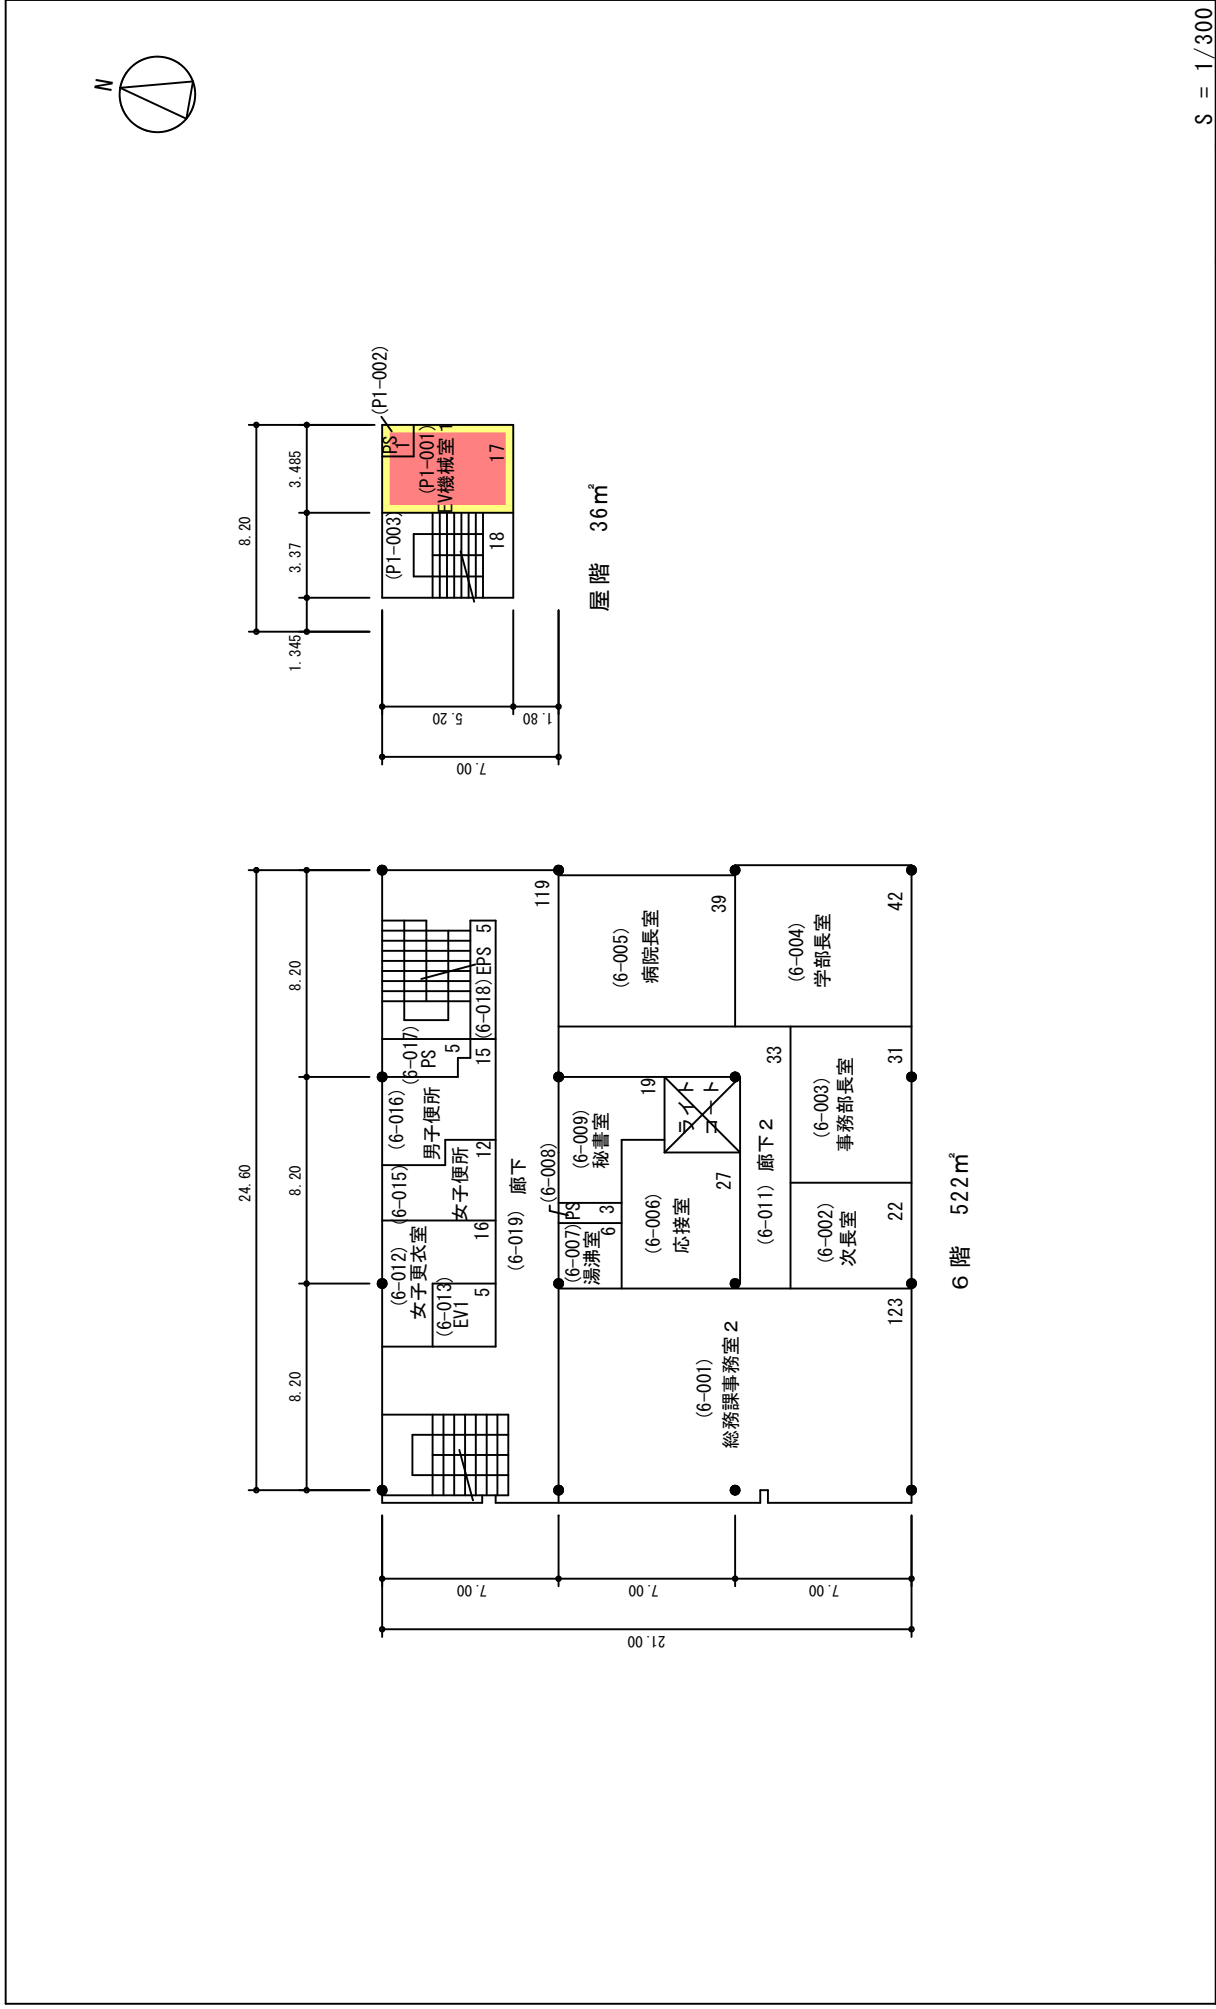 N
S = 1/300
24.60
8.20
8.20
8.20
21.00
7.00
7.00
7.00
(6-012)
女子更衣室
16
(6-013)
EV1
5
(6-015)
女子便所
12
(6-016)
男子便所
15
(6-017)
PS
5
(6-018) EPS
5
(6-019) 廊下
119
(6-007)
湯沸室
6
(6-008)
PS
3
(6-009)
秘書室
19
(6-006)
応接室
27
ライト
コート
(6-005)
病院長室
39
(6-004)
学部長室
42
(6-011) 廊下2
33
(6-003)
事務部長室
31
(6-002)
次長室
22
(6-001)
総務課事務室2
123
6階 522㎡
8.20
1.345
3.37
3.485
7.00
5.20
1.80
(P1-002)
PS
1
(P1-001)
EV機械室1
17
(P1-003)
18
屋階 36㎡